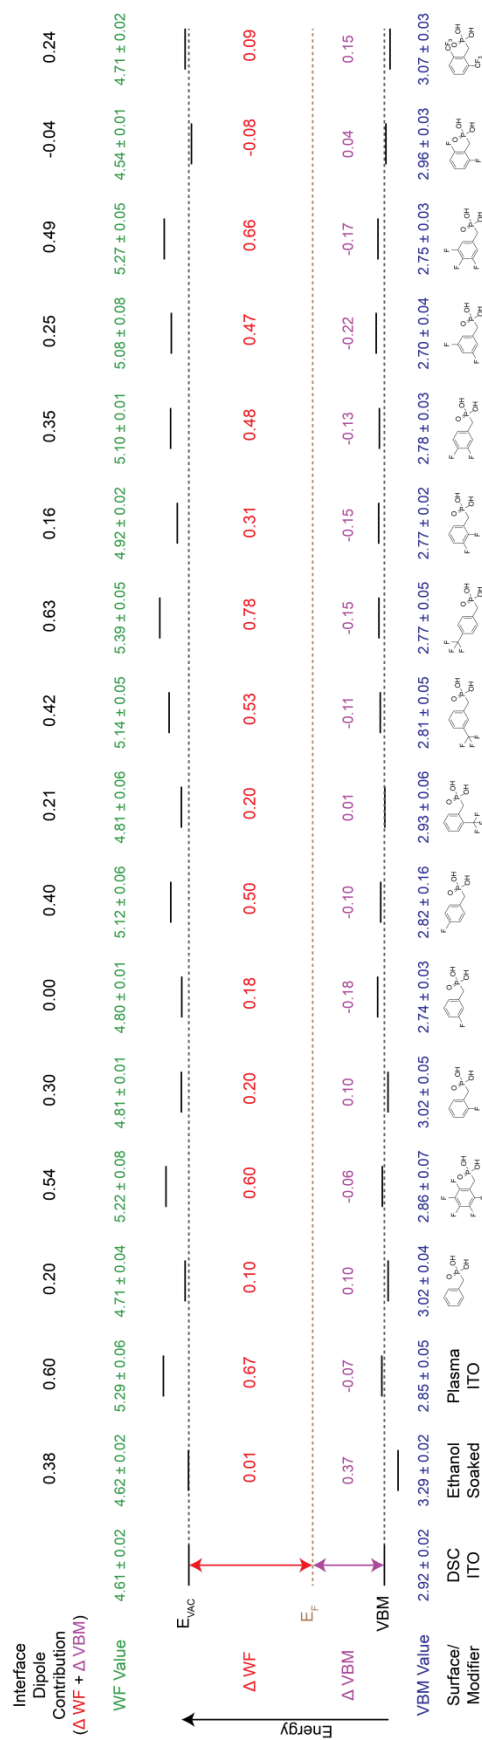 Interface
Dipole
Contribution
(Δ WF + Δ VBM)
0.38
0.60
0.20
0.54
0.30
0.00
0.40
0.21
0.42
0.63
0.16
0.35
0.25
0.49
-0.04
0.24
WF Value
4.61 ± 0.02
4.62 ± 0.02
5.29 ± 0.06
4.71 ± 0.04
5.22 ± 0.08
4.81 ± 0.01
4.80 ± 0.01
5.12 ± 0.06
4.81 ± 0.06
5.14 ± 0.05
5.39 ± 0.05
4.92 ± 0.02
5.10 ± 0.01
5.08 ± 0.08
5.27 ± 0.05
4.54 ± 0.01
4.71 ± 0.02
Energy
E_VAC
Δ WF
0.01
0.67
0.10
0.60
0.20
0.18
0.50
0.20
0.53
0.78
0.31
0.48
0.47
0.66
-0.08
0.09
E_F
Δ VBM
0.37
-0.07
0.10
-0.06
0.10
-0.18
-0.10
0.01
-0.11
-0.15
-0.15
-0.13
-0.22
-0.17
0.04
0.15
VBM
VBM Value
2.92 ± 0.02
3.29 ± 0.02
2.85 ± 0.05
3.02 ± 0.04
2.86 ± 0.07
3.02 ± 0.05
2.74 ± 0.03
2.82 ± 0.16
2.93 ± 0.06
2.81 ± 0.05
2.77 ± 0.05
2.77 ± 0.02
2.78 ± 0.03
2.70 ± 0.04
2.75 ± 0.03
2.96 ± 0.03
3.07 ± 0.03
Surface/
Modifier
DSC
ITO
Ethanol
Soaked
Plasma
ITO